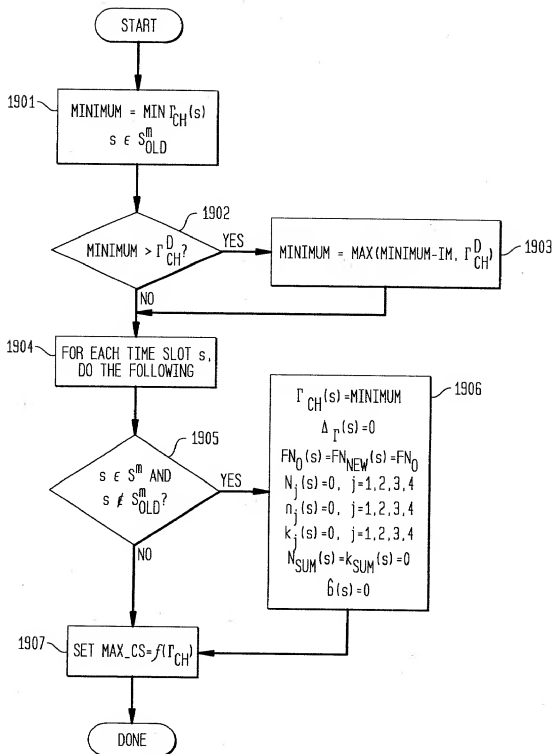 START
1901
MINIMUM = MIN Γ_CH(s)
s ϵ S^m_OLD
1902
MINIMUM > Γ^D_CH?
YES
NO
MINIMUM = MAX(MINIMUM-IM, Γ^D_CH)
1903
1904
FOR EACH TIME SLOT s,
DO THE FOLLOWING
1905
s ϵ S^m AND
s ∉ S^m_OLD?
YES
NO
1906
Γ_CH(s)=MINIMUM
Δ_Γ(s)=0
FN_O(s)=FN_NEW(s)=FN_O
N_j(s)=0, j=1,2,3,4
n_j(s)=0, j=1,2,3,4
k_j(s)=0, j=1,2,3,4
N_SUM(s)=k_SUM(s)=0
b̂(s)=0
1907
SET MAX_CS=f(Γ_CH)
DONE